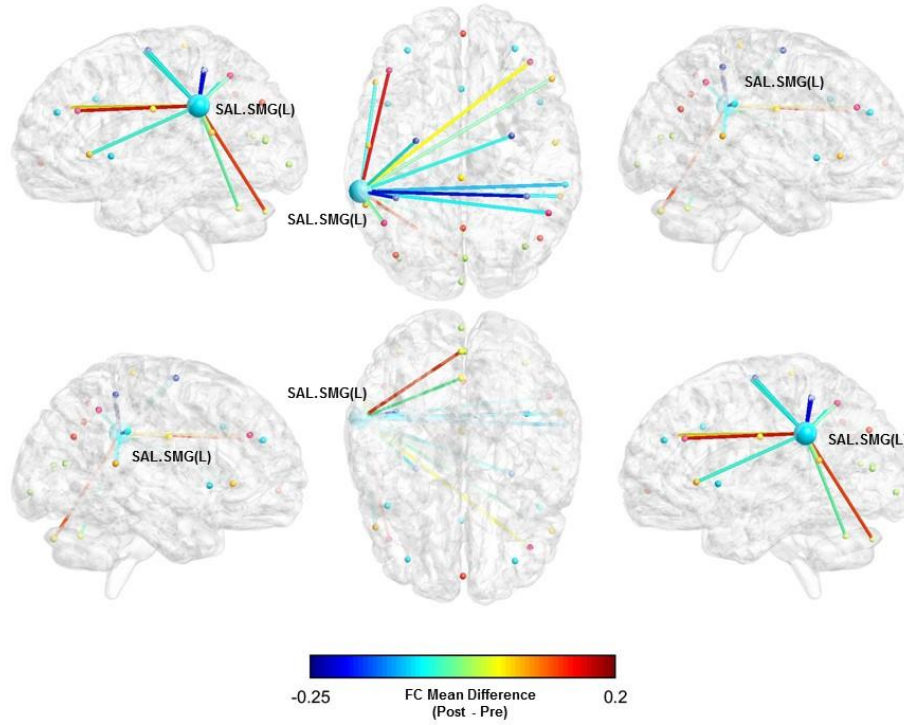 SAL.SMG(L)
SAL.SMG(L)
SAL.SMG(L)
SAL.SMG(L)
SAL.SMG(L)
SAL.SMG(L)
-0.25
FC Mean Difference
(Post - Pre)
0.2